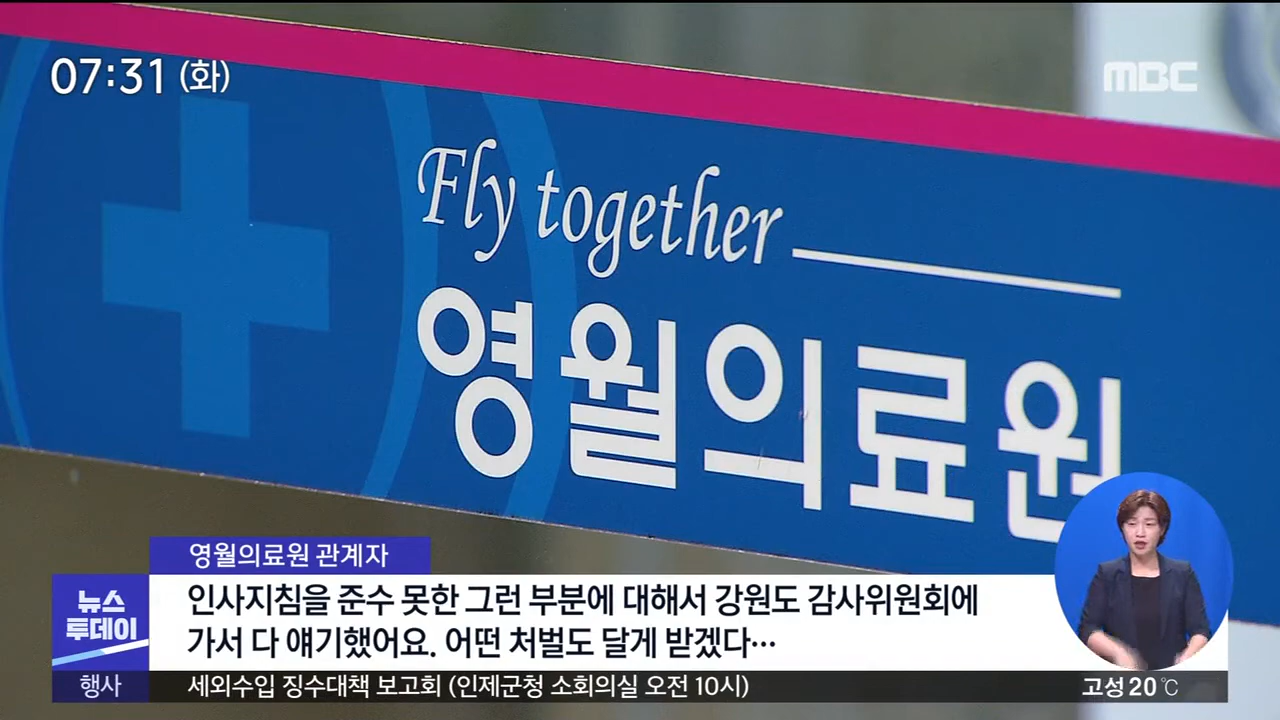 07:31 (화)
MBC
Fly together
영월의료원
영월의료원 관계자
뉴스
투데이
인사지침을 준수 못한 그런 부분에 대해서 강원도 감사위원회에
가서 다 얘기했어요. 어떤 처벌도 달게 받겠다…
행사
세외수입 징수대책 보고회 (인제군청 소회의실 오전 10시)
고성 20℃